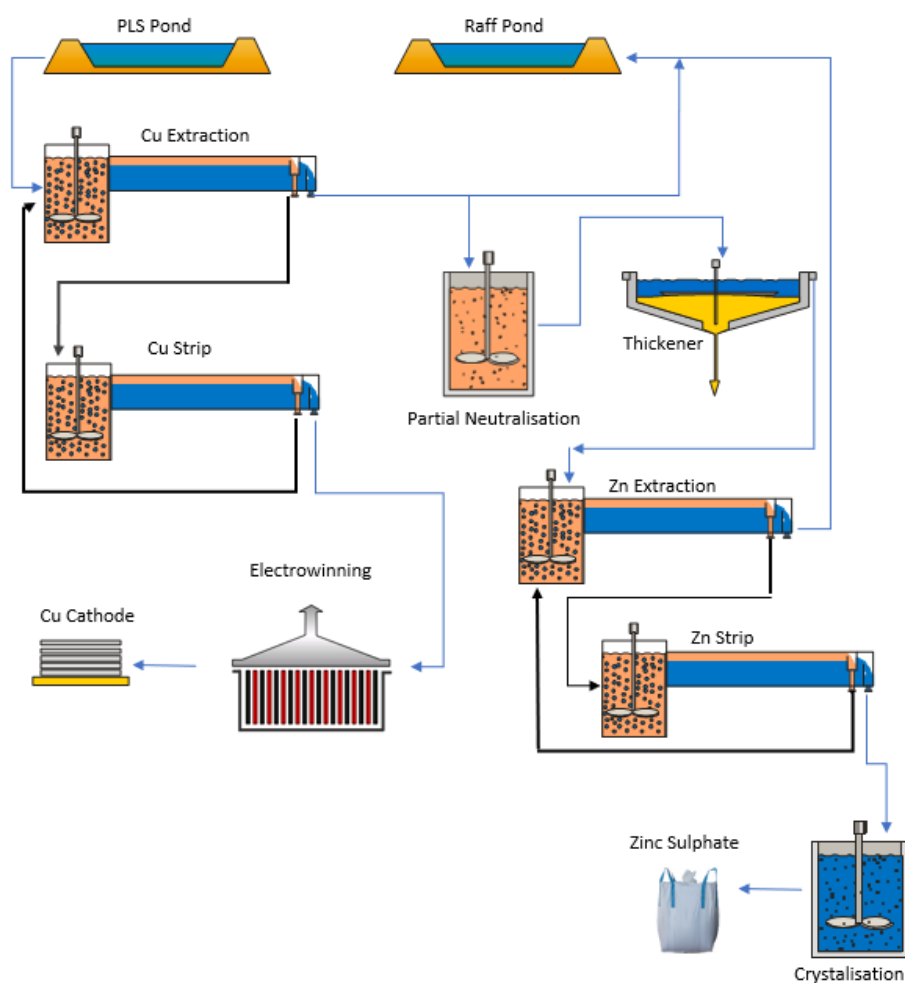 PLS Pond
Raff Pond
Cu Extraction
Cu Strip
Thickener
Partial Neutralisation
Zn Extraction
Electrowinning
Cu Cathode
Zn Strip
Zinc Sulphate
Crystalisation